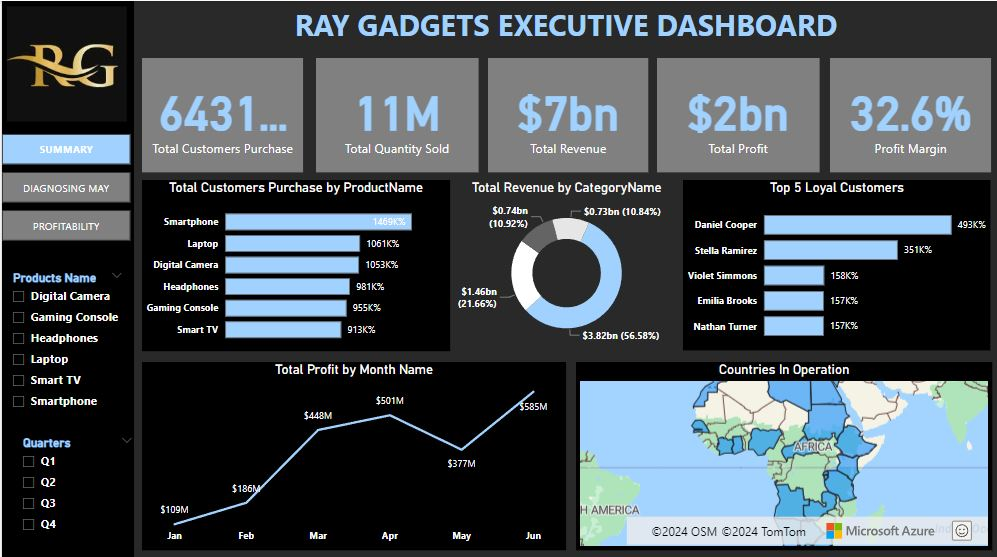 RG
RAY GADGETS EXECUTIVE DASHBOARD
6431...
Total Customers Purchase
11M
Total Quantity Sold
$7bn
Total Revenue
$2bn
Total Profit
32.6%
Profit Margin
SUMMARY
DIAGNOSING MAY
PROFITABILITY
Products Name
Digital Camera
Gaming Console
Headphones
Laptop
Smart TV
Smartphone
Quarters
Q1
Q2
Q3
Q4
Total Customers Purchase by ProductName
Smartphone 1469K%
Laptop 1061K%
Digital Camera 1053K%
Headphones 981K%
Gaming Console 955K%
Smart TV 913K%
Total Revenue by CategoryName
$0.74bn
(10.92%)
$0.73bn (10.84%)
$1.46bn
(21.66%)
$3.82bn (56.58%)
Top 5 Loyal Customers
Daniel Cooper 493K%
Stella Ramirez 351K%
Violet Simmons 158K%
Emilia Brooks 157K%
Nathan Turner 157K%
Total Profit by Month Name
$109M
$186M
$448M
$501M
$377M
$585M
Jan Feb Mar Apr May Jun
Countries In Operation
AFRICA
H AMERICA
©2024 OSM ©2024 TomTom
Microsoft Azure